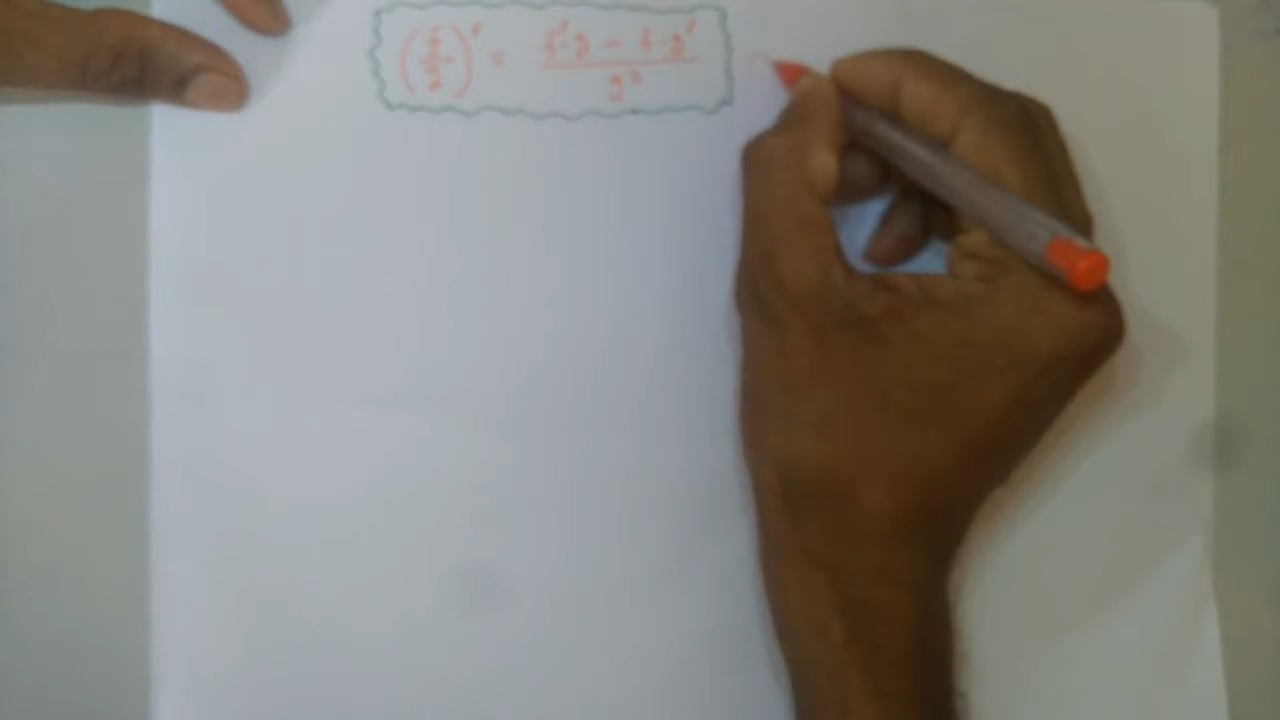 (f/g)' = (f'·g − f·g')/g²